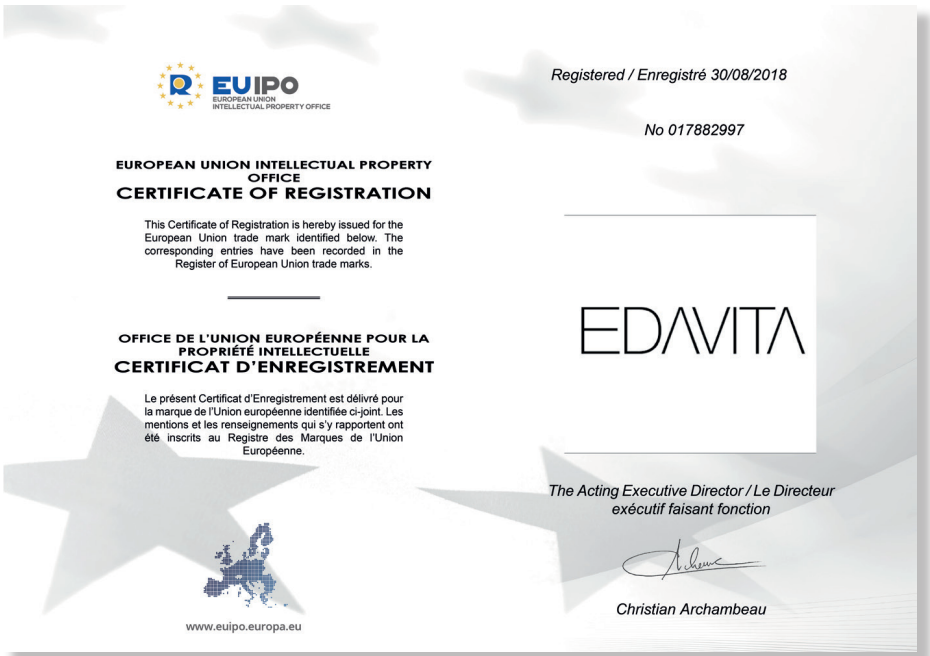 EUIPO
EUROPEAN UNION
INTELLECTUAL PROPERTY OFFICE
EUROPEAN UNION INTELLECTUAL PROPERTY
OFFICE
CERTIFICATE OF REGISTRATION
This Certificate of Registration is hereby issued for the
European Union trade mark identified below. The
corresponding entries have been recorded in the
Register of European Union trade marks.
OFFICE DE L'UNION EUROPÉENNE POUR LA
PROPRIÉTÉ INTELLECTUELLE
CERTIFICAT D'ENREGISTREMENT
Le présent Certificat d'Enregistrement est délivré pour
la marque de l'Union européenne identifiée ci-joint. Les
mentions et les renseignements qui s'y rapportent ont
été inscrits au Registre des Marques de l'Union
Européenne.
www.euipo.europa.eu
Registered / Enregistré 30/08/2018
No 017882997
EDAVITA
The Acting Executive Director / Le Directeur
exécutif faisant fonction
Christian Archambeau